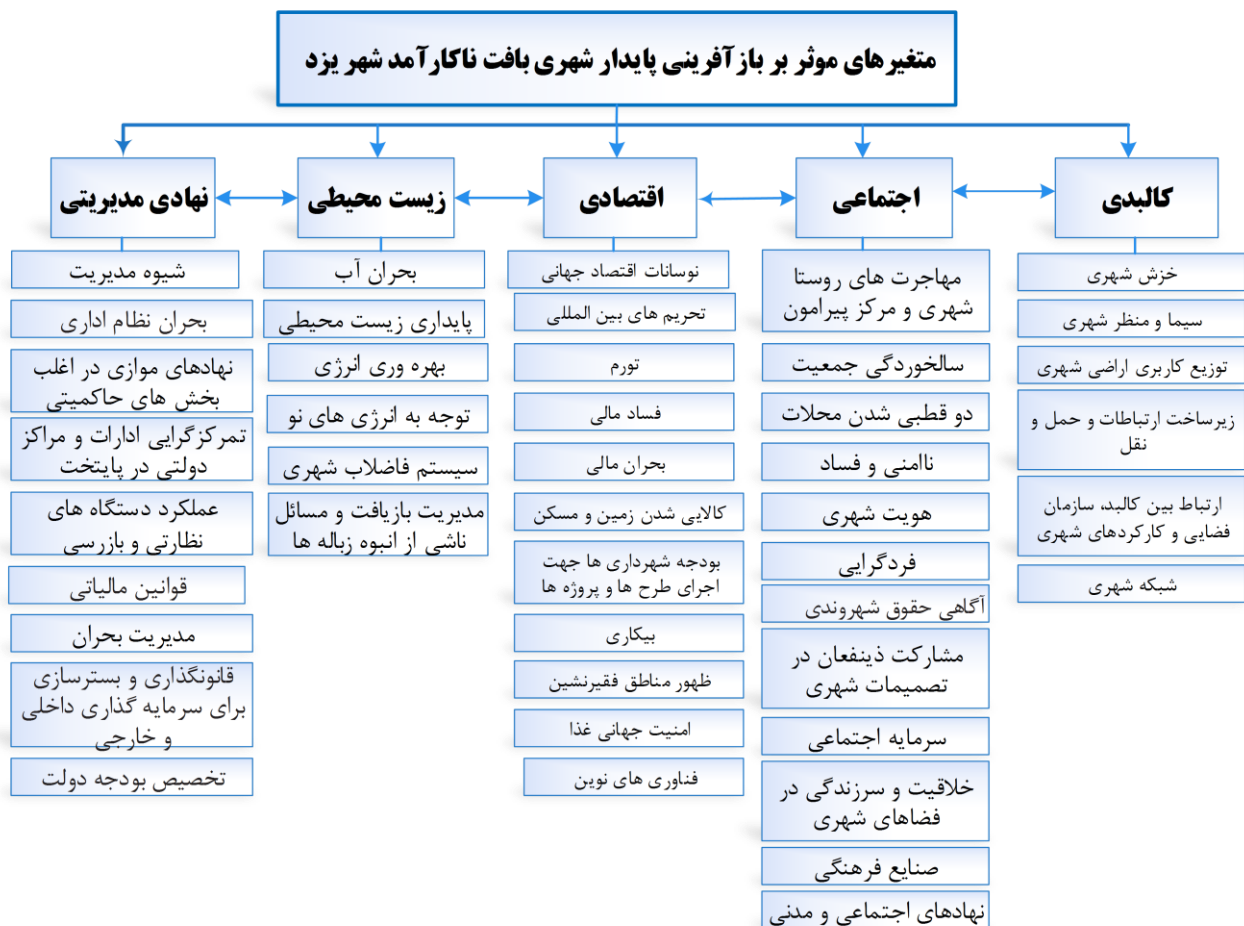 متغیرهای موثر بر بازآفرینی پایدار شهری بافت ناکارآمد شهر یزد
کالبدی
خزش شهری
سیما و منظر شهری
توزیع کاربری اراضی شهری
زیرساخت ارتباطات و حمل و
نقل
ارتباط بین کالبد، سازمان
فضایی و کارکردهای شهری
شبکه شهری
اجتماعی
مهاجرت های روستا
شهری و مرکز پیرامون
سالخوردگی جمعیت
دو قطبی شدن محلات
ناامنی و فساد
هویت شهری
فردگرایی
آگاهی حقوق شهروندی
مشارکت ذینفعان در
تصمیمات شهری
سرمایه اجتماعی
خلاقیت و سرزندگی در
فضاهای شهری
صنایع فرهنگی
نهادهای اجتماعی و مدنی
اقتصادی
نوسانات اقتصاد جهانی
تحریم های بین المللی
تورم
فساد مالی
بحران مالی
کالایی شدن زمین و مسکن
بودجه شهرداری ها جهت
اجرای طرح ها و پروژه ها
بیکاری
ظهور مناطق فقیرنشین
امنیت جهانی غذا
فناوری های نوین
زیست محیطی
بحران آب
پایداری زیست محیطی
بهره وری انرژی
توجه به انرژی های نو
سیستم فاضلاب شهری
مدیریت بازیافت و مسائل
ناشی از انبوه زباله ها
نهادی مدیریتی
شیوه مدیریت
بحران نظام اداری
نهادهای موازی در اغلب
بخش های حاکمیتی
تمرکزگرایی ادارات و مراکز
دولتی در پایتخت
عملکرد دستگاه های
نظارتی و بازرسی
قوانین مالیاتی
مدیریت بحران
قانونگذاری و بسترسازی
برای سرمایه گذاری داخلی
و خارجی
تخصیص بودجه دولت